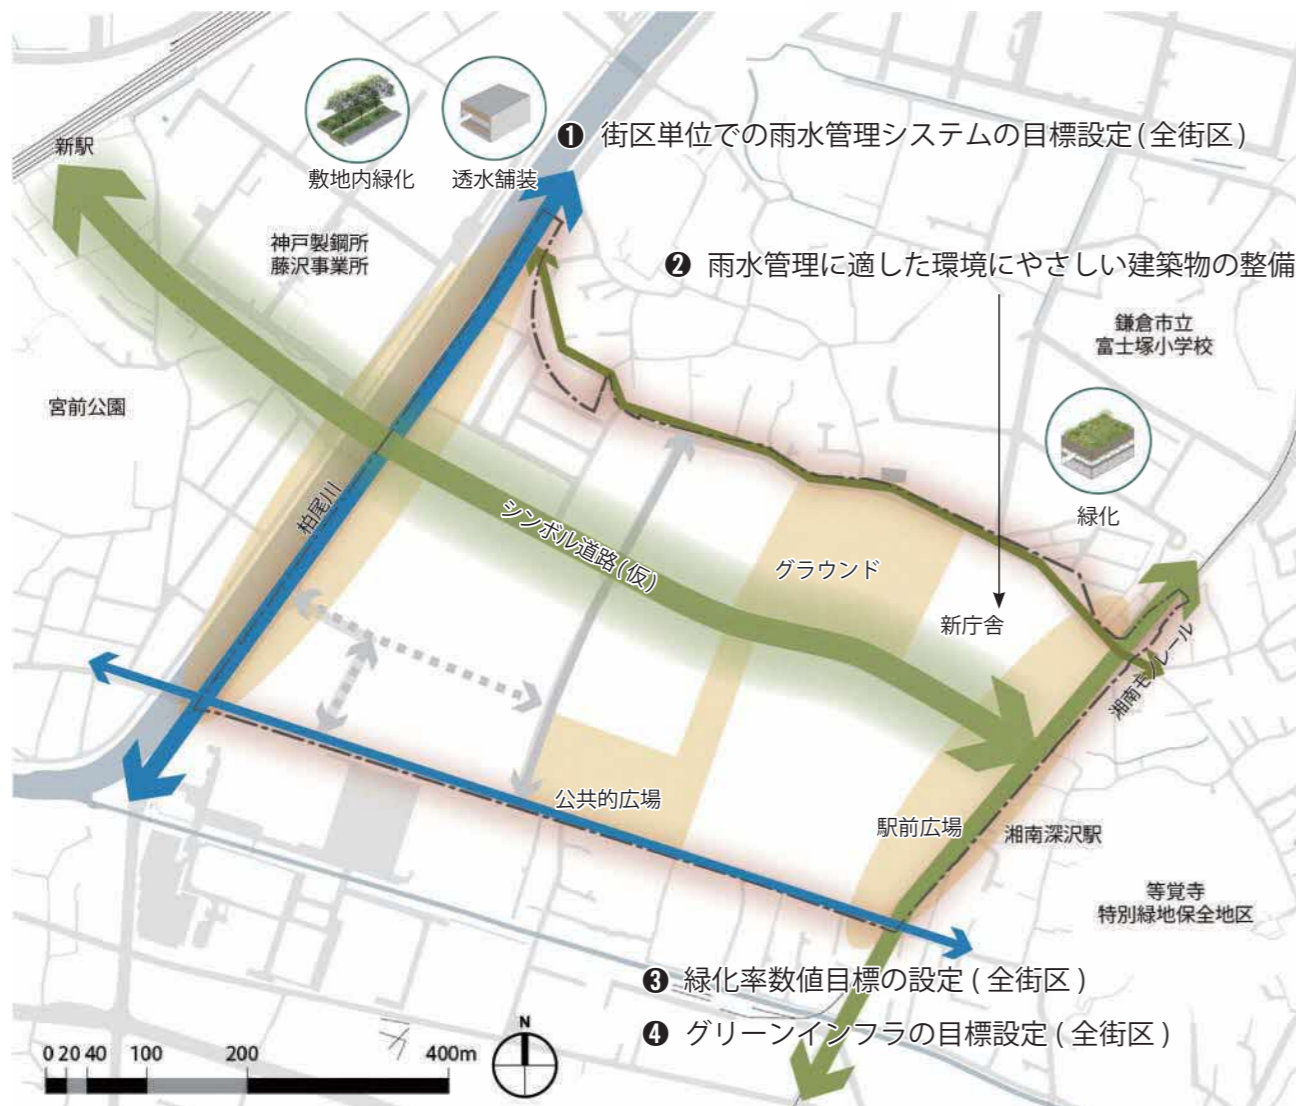 新駅
敷地内緑化
透水舗装
❶ 街区単位での雨水管理システムの目標設定(全街区)
神戸製鋼所
藤沢事業所
❷ 雨水管理に適した環境にやさしい建築物の整備
鎌倉市立
富士塚小学校
宮前公園
緑化
柏尾川
シンボル道路(仮)
グラウンド
新庁舎
湘南モノレール
公共的広場
駅前広場
湘南深沢駅
等覚寺
特別緑地保全地区
❸ 緑化率数値目標の設定(全街区)
❹ グリーンインフラの目標設定(全街区)
0 20 40 100 200 400m
N